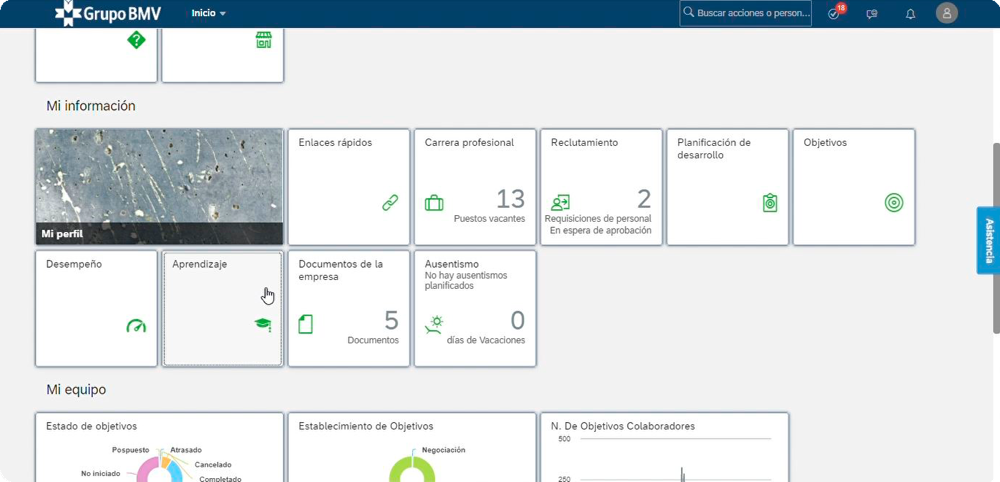 Grupo BMV
Inicio
Buscar acciones o person...
18
Mi información
Mi perfil
Enlaces rápidos
Carrera profesional
13
Puestos vacantes
Reclutamiento
2
Requisiciones de personal
En espera de aprobación
Planificación de
desarrollo
Objetivos
Asistencia
Desempeño
Aprendizaje
Documentos de la
empresa
5
Documentos
Ausentismo
No hay ausentismos
planificados
0
días de Vacaciones
Mi equipo
Estado de objetivos
Pospuesto
Atrasado
Cancelado
No iniciado
Completado
Establecimiento de Objetivos
Negociación
N. De Objetivos Colaboradores
500
250